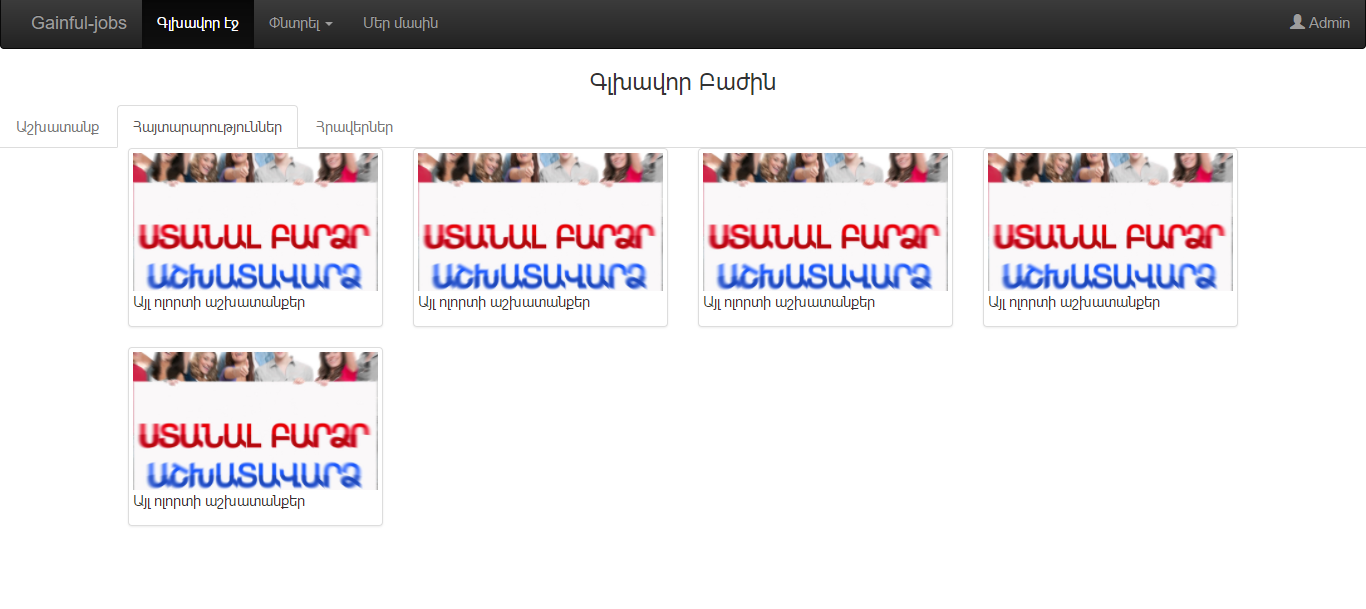 Gainful-jobs Գլխավոր էջ Փնտրել Մեր մասին Admin
Գլխավոր Բաժին
Աշխատանք Հայտարարություններ Հրավերներ
ՍՏԱՆԱԼ ԲԱՐՁՐ ՍՏԱՆԱԼ ԲԱՐՁՐ ՍՏԱՆԱԼ ԲԱՐՁՐ ՍՏԱՆԱԼ ԲԱՐՁՐ
ԱՇԽԱՏԱՎԱՐՁ ԱՇԽԱՏԱՎԱՐՁ ԱՇԽԱՏԱՎԱՐՁ ԱՇԽԱՏԱՎԱՐՁ
Այլ ոլորտի աշխատանքեր Այլ ոլորտի աշխատանքեր Այլ ոլորտի աշխատանքեր Այլ ոլորտի աշխատանքեր
ՍՏԱՆԱԼ ԲԱՐՁՐ
ԱՇԽԱՏԱՎԱՐՁ
Այլ ոլորտի աշխատանքեր